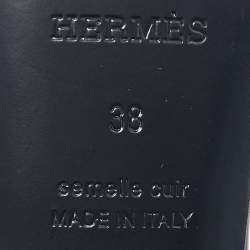 HERMÈS
38
semelle cuir
MADE IN ITALY